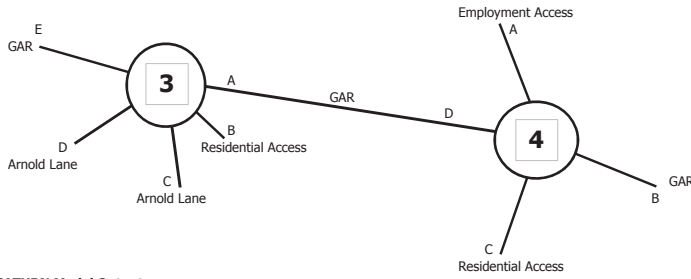 Employment Access
A
E
GAR
3
A
GAR
D
B
Residential Access
D
Arnold Lane
C
Arnold Lane
4
GAR
B
C
Residential Access